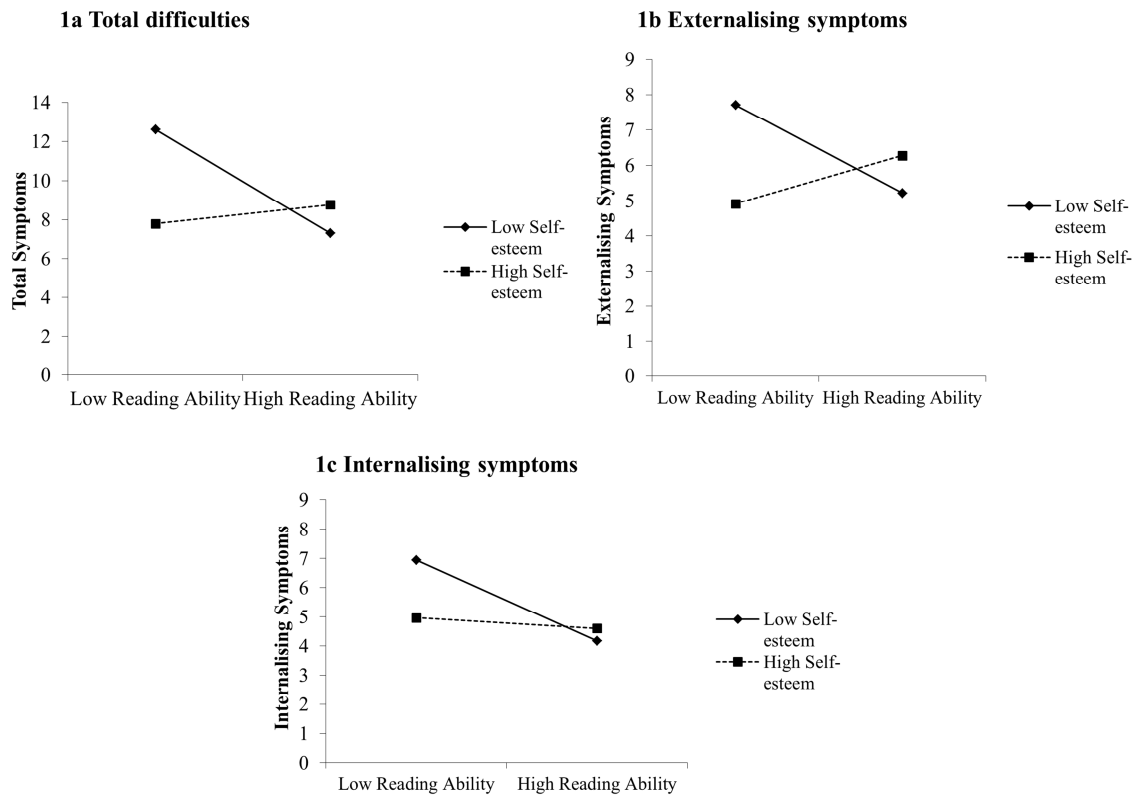 1a Total difficulties
14
12
10
8
6
4
2
0
Total Symptoms
Low Reading Ability High Reading Ability
Low Self-
esteem
High Self-
esteem
1b Externalising symptoms
9
8
7
6
5
4
3
2
1
0
Externalising Symptoms
Low Reading Ability High Reading Ability
Low Self-
esteem
High Self-
esteem
1c Internalising symptoms
9
8
7
6
5
4
3
2
1
0
Internalising Symptoms
Low Reading Ability High Reading Ability
Low Self-
esteem
High Self-
esteem